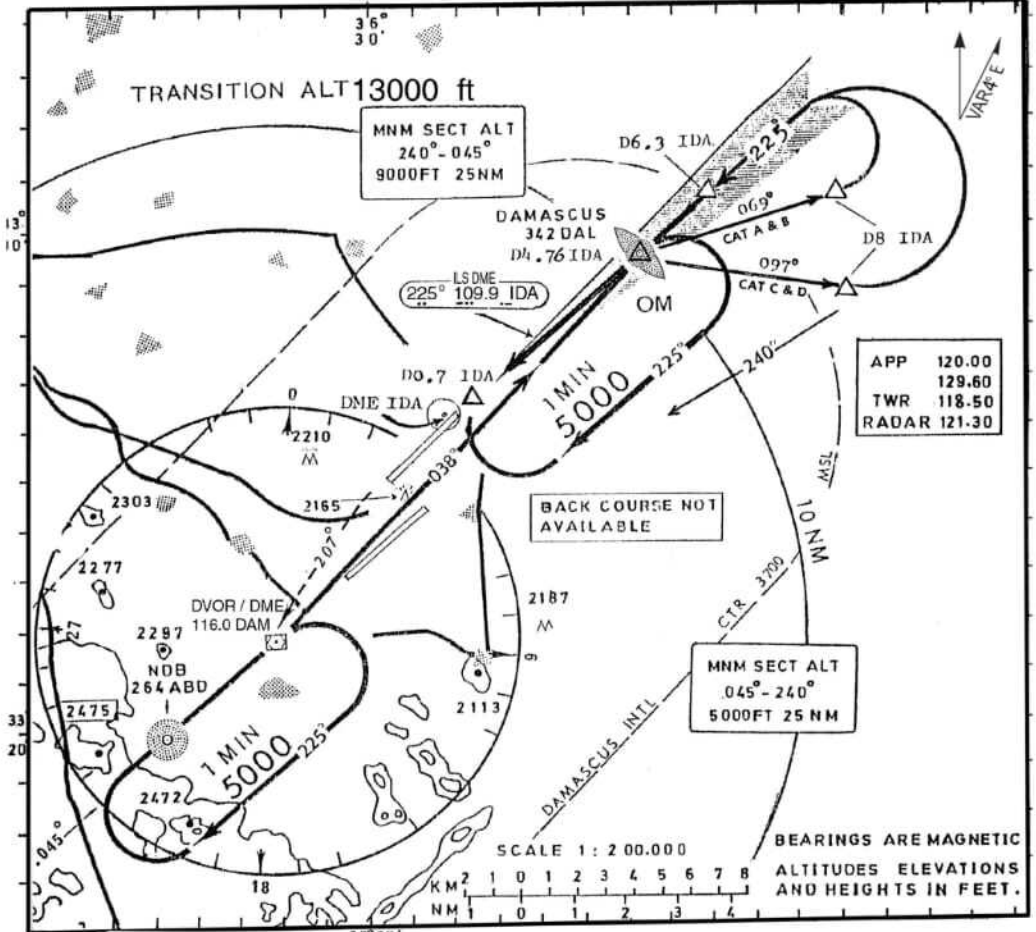 36°
30'
TRANSITION ALT 13000 ft
VAR 4° E
MNM SECT ALT
240°-045°
9000FT 25NM
D6.3 IDA
225°
069°
CAT A & B
DAMASCUS
342 DAL
D4.76 IDA
D8 IDA
097°
CAT C & D
LS DME
225° 109.9 IDA
OM
240°
APP 120.00
129.60
TWR 118.50
RADAR 121.30
D0.7 IDA
DME IDA
1 MIN
5000
225°
MSL
0
2210
038°
2303
2165
BACK COURSE NOT
AVAILABLE
10 NM
207°
2277
DVOR / DME
116.0 DAM
2187
CTR 3700
27
2297
9
NDB
264 ABD
MNM SECT ALT
045°-240°
5000FT 25 NM
2475
2113
33
20
1 MIN
5000
225°
DAMASCUS INTL
2472
045°
18
SCALE 1: 200.000
BEARINGS ARE MAGNETIC
ALTITUDES ELEVATIONS
AND HEIGHTS IN FEET.
KM 2 1 0 1 2 3 4 5 6 7 8
NM 1 0 1 2 3 4